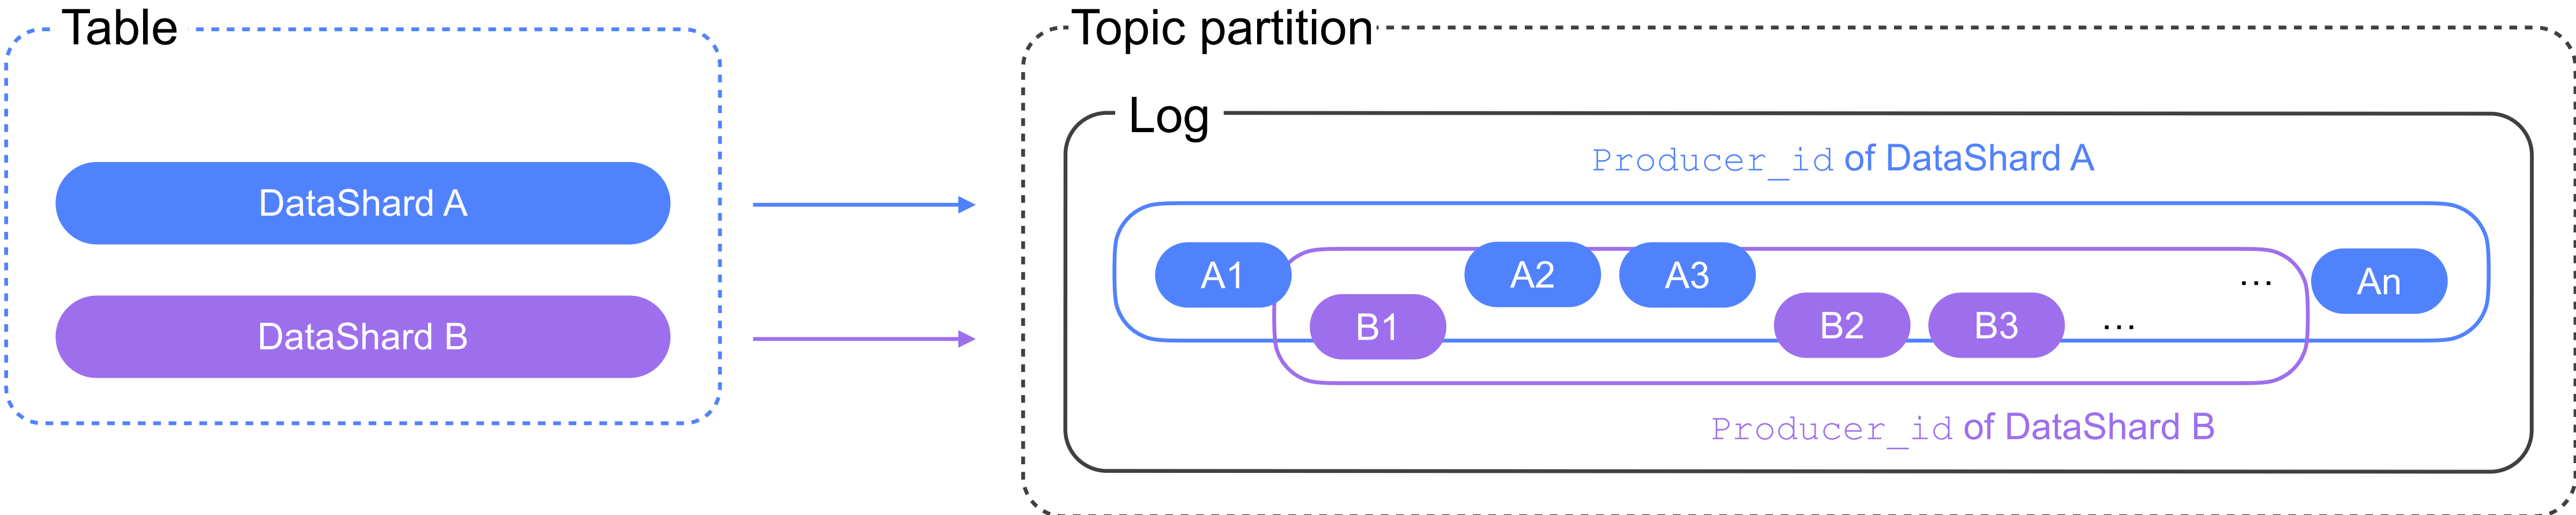 Table
DataShard A
DataShard B
Topic partition
Log
Producer_id of DataShard A
A1
B1
A2
A3
B2
B3
...
...
An
Producer_id of DataShard B